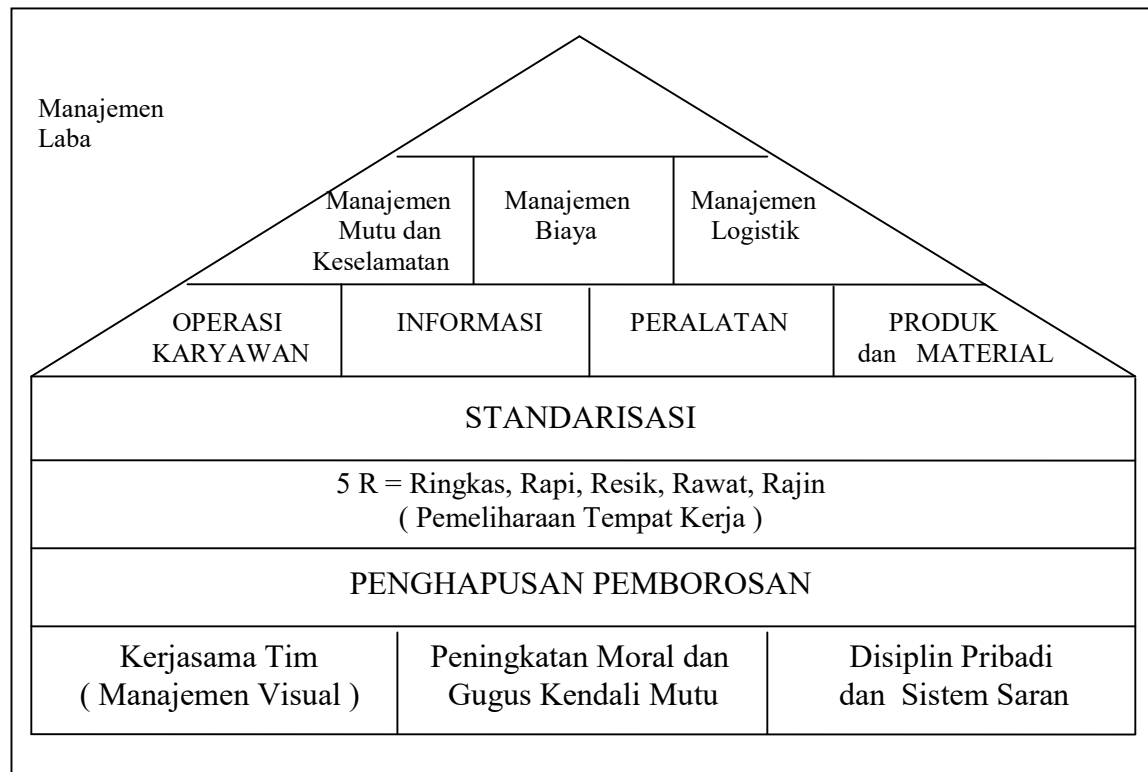 Manajemen
Laba
Manajemen
Mutu dan
Keselamatan
Manajemen
Biaya
Manajemen
Logistik
OPERASI
KARYAWAN
INFORMASI
PERALATAN
PRODUK
dan MATERIAL
STANDARISASI
5 R = Ringkas, Rapi, Resik, Rawat, Rajin
( Pemeliharaan Tempat Kerja )
PENGHAPUSAN PEMBOROSAN
Kerjasama Tim
( Manajemen Visual )
Peningkatan Moral dan
Gugus Kendali Mutu
Disiplin Pribadi
dan Sistem Saran